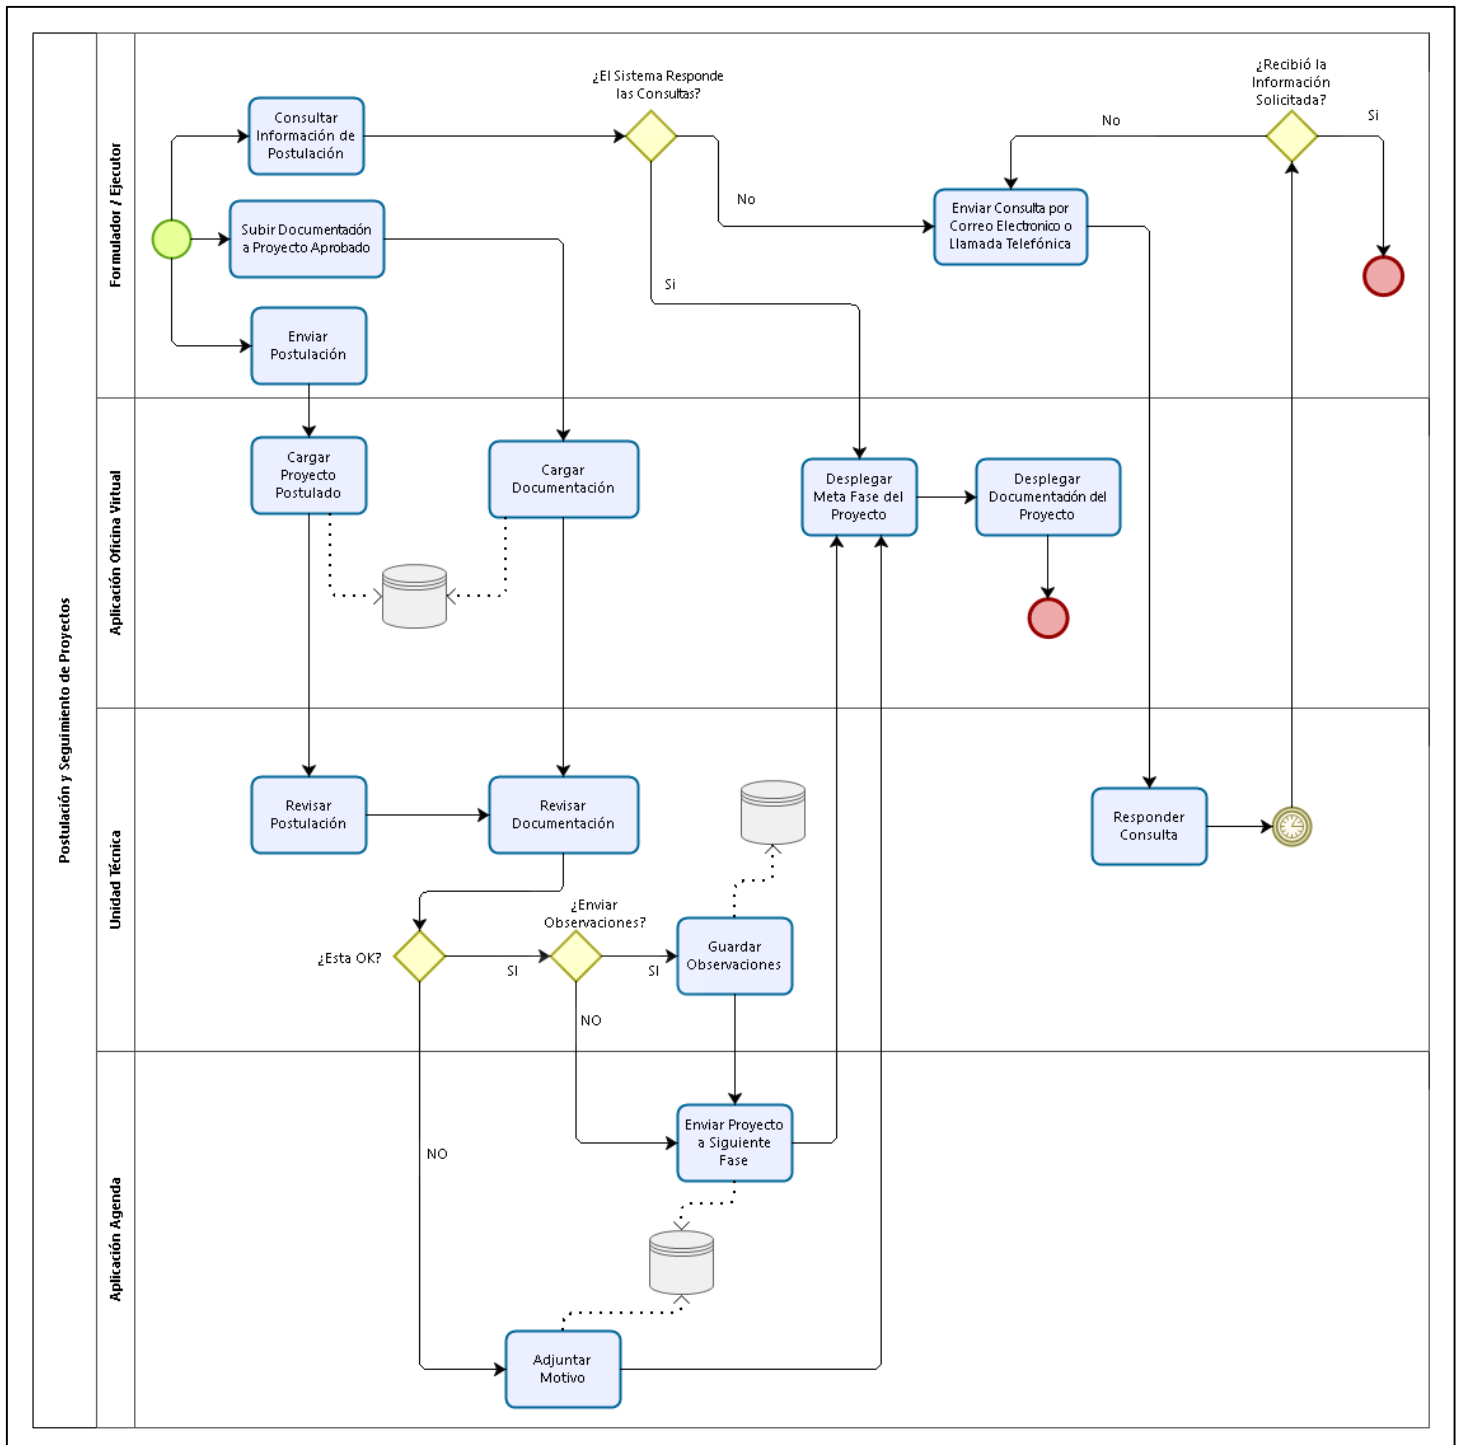 Postulación y Seguimiento de Proyectos
Formulador / Ejecutor
Consultar
Información de
Postulación
Subir Documentación
a Proyecto Aprobado
Enviar
Postulación
¿El Sistema Responde
las Consultas?
No
Si
Enviar Consulta por
Correo Electronico o
Llamada Telefónica
No
¿Recibió la
Información
Solicitada?
Si
Aplicación Oficina Virtual
Cargar
Proyecto
Postulado
Cargar
Documentación
Desplegar
Meta Fase del
Proyecto
Desplegar
Documentación del
Proyecto
Unidad Técnica
Revisar
Postulación
Revisar
Documentación
Responder
Consulta
¿Esta OK?
SI
¿Enviar
Observaciones?
SI
Guardar
Observaciones
NO
Aplicación Agenda
NO
Enviar Proyecto
a Siguiente
Fase
Adjuntar
Motivo